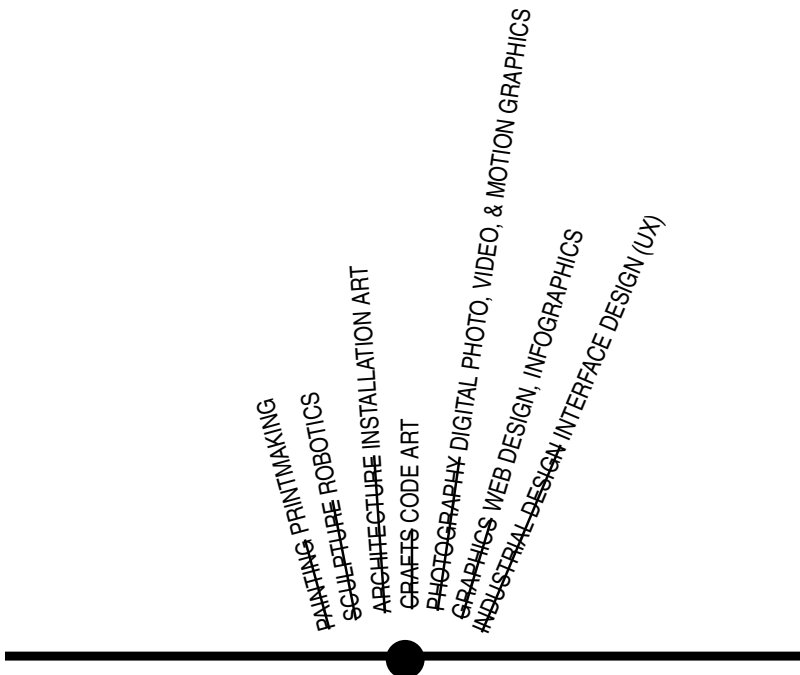 PAINTING PRINTMAKING
SCULPTURE ROBOTICS
ARCHITECTURE INSTALLATION ART
CRAFTS CODE ART
PHOTOGRAPHY DIGITAL PHOTO, VIDEO, & MOTION GRAPHICS
GRAPHICS WEB DESIGN, INFOGRAPHICS
INDUSTRIAL DESIGN INTERFACE DESIGN (UX)